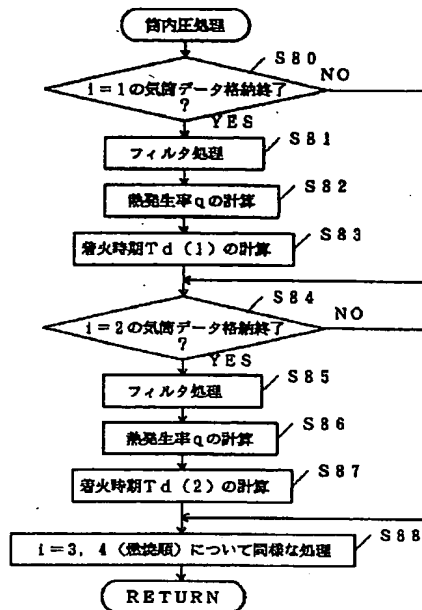 筒内圧処理
S80
i=1の気筒データ格納終了
?
NO
YES
S81
フィルタ処理
S82
熱発生率qの計算
S83
着火時期Td(1)の計算
S84
i=2の気筒データ格納終了
?
NO
YES
S85
フィルタ処理
S86
熱発生率qの計算
S87
着火時期Td(2)の計算
S88
i=3,4(燃焼順)について同様な処理
RETURN